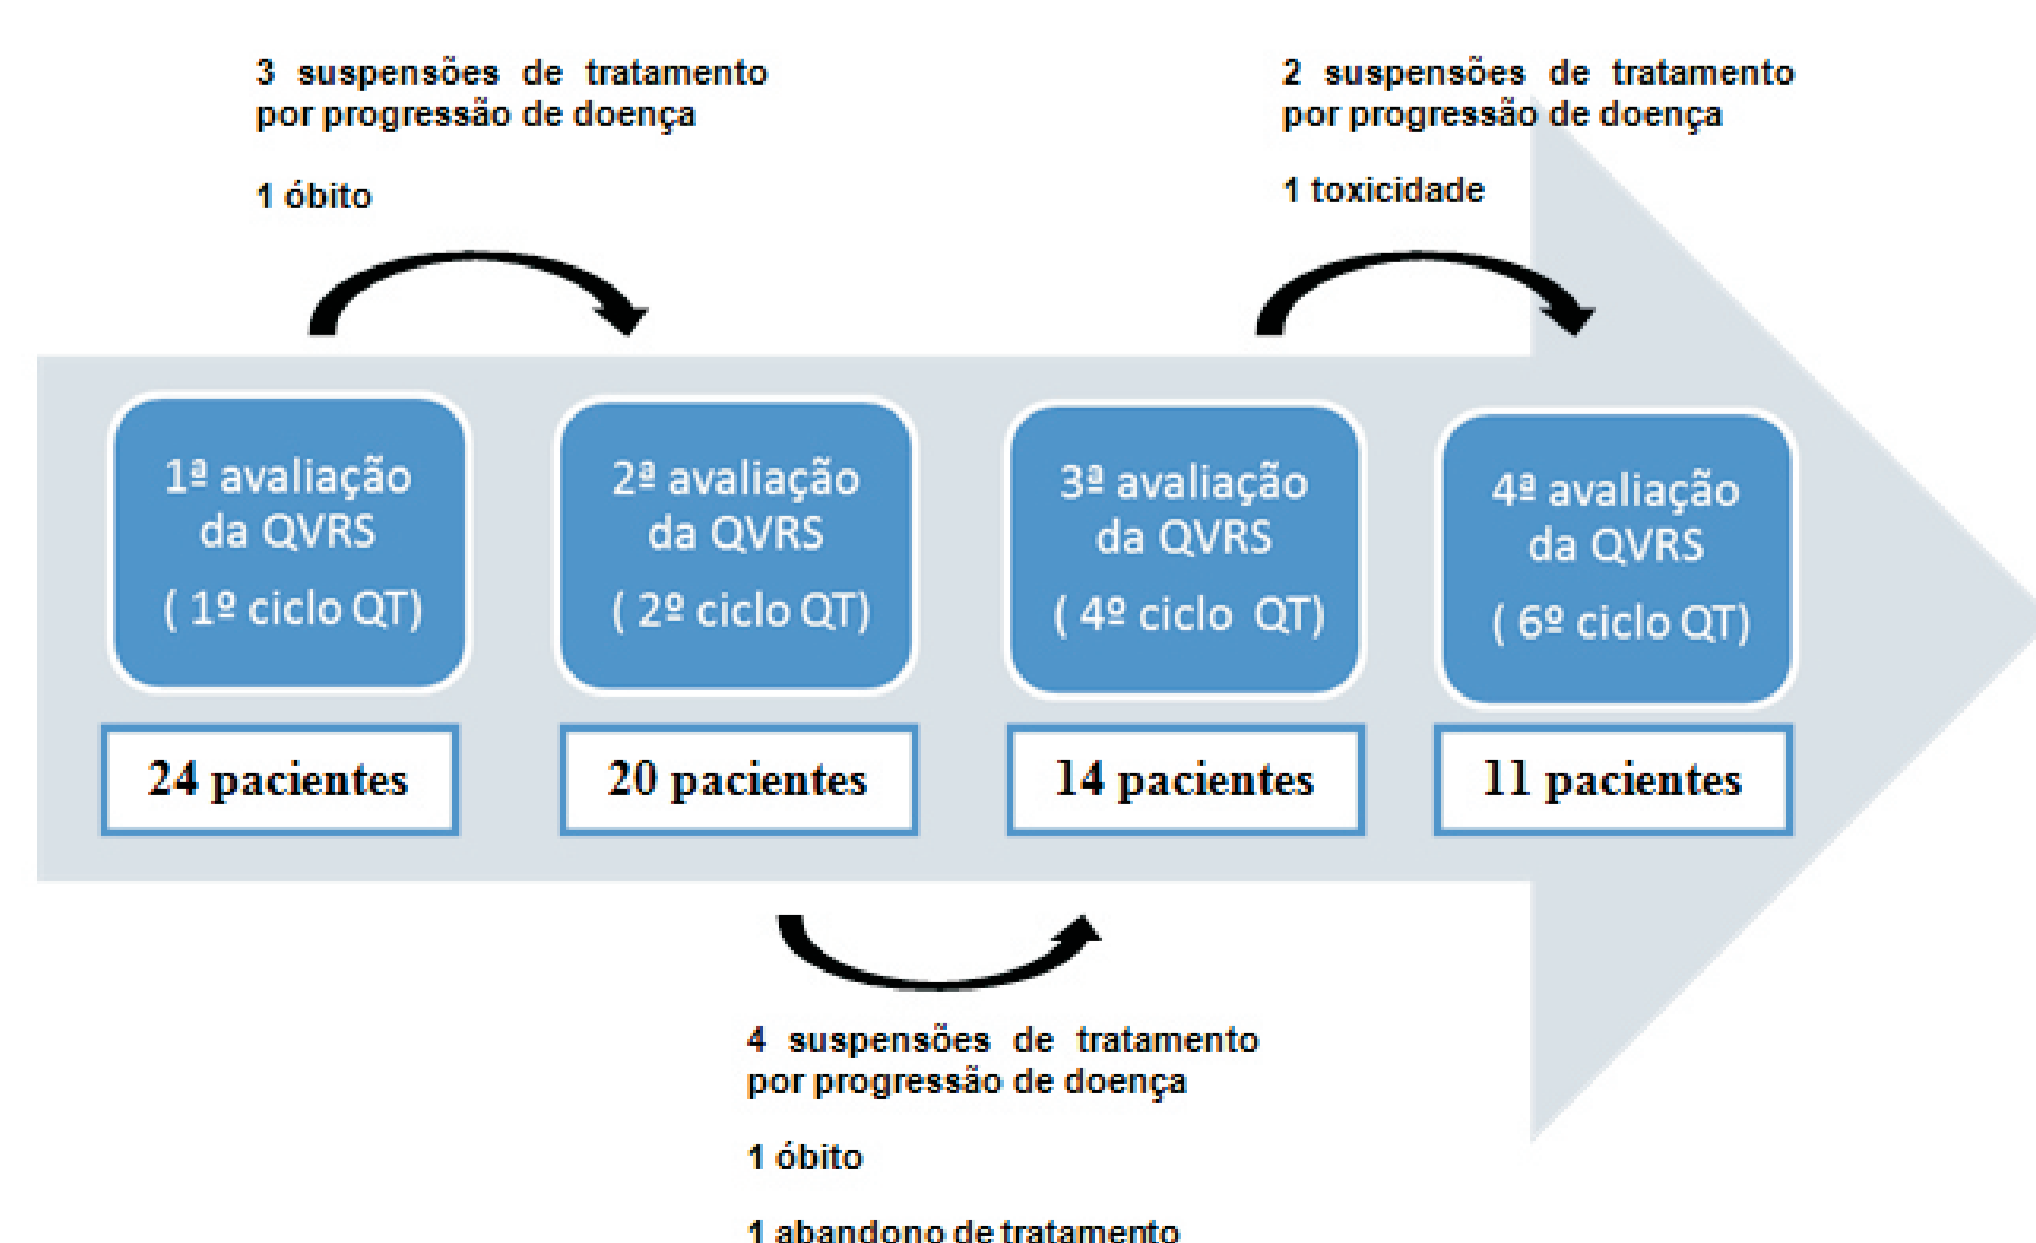 3 suspensões de tratamento
por progressão de doença
1 óbito
2 suspensões de tratamento
por progressão de doença
1 toxicidade
1ª avaliação
da QVRS
( 1º ciclo QT)
2ª avaliação
da QVRS
( 2º ciclo QT)
3ª avaliação
da QVRS
( 4º ciclo QT)
4ª avaliação
da QVRS
( 6º ciclo QT)
24 pacientes
20 pacientes
14 pacientes
11 pacientes
4 suspensões de tratamento
por progressão de doença
1 óbito
1 abandono de tratamento